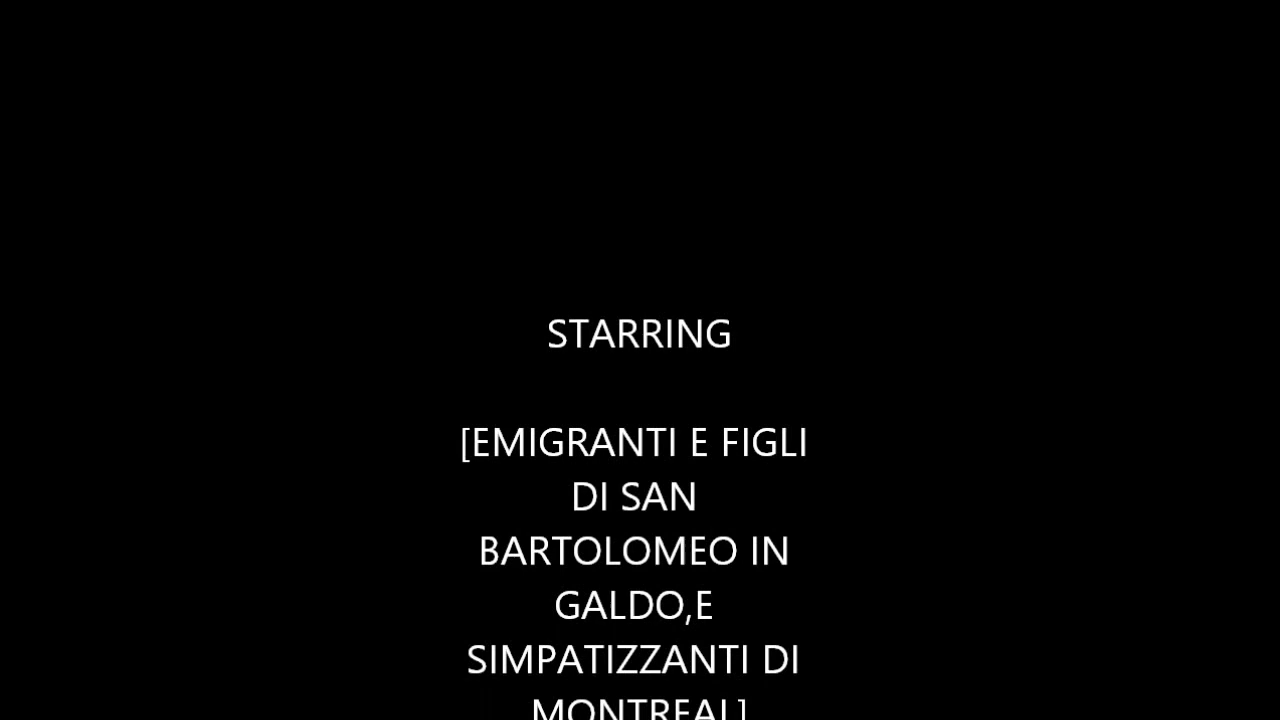 STARRING
[EMIGRANTI E FIGLI
DI SAN
BARTOLOMEO IN
GALDO,E
SIMPATIZZANTI DI
MONTREAL]